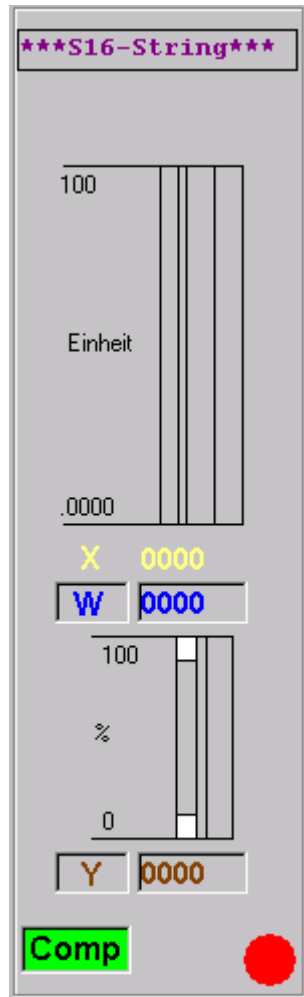 ***S16-String***
100
Einheit
.0000
X 0000
W 0000
100
%
0
Y 0000
Comp